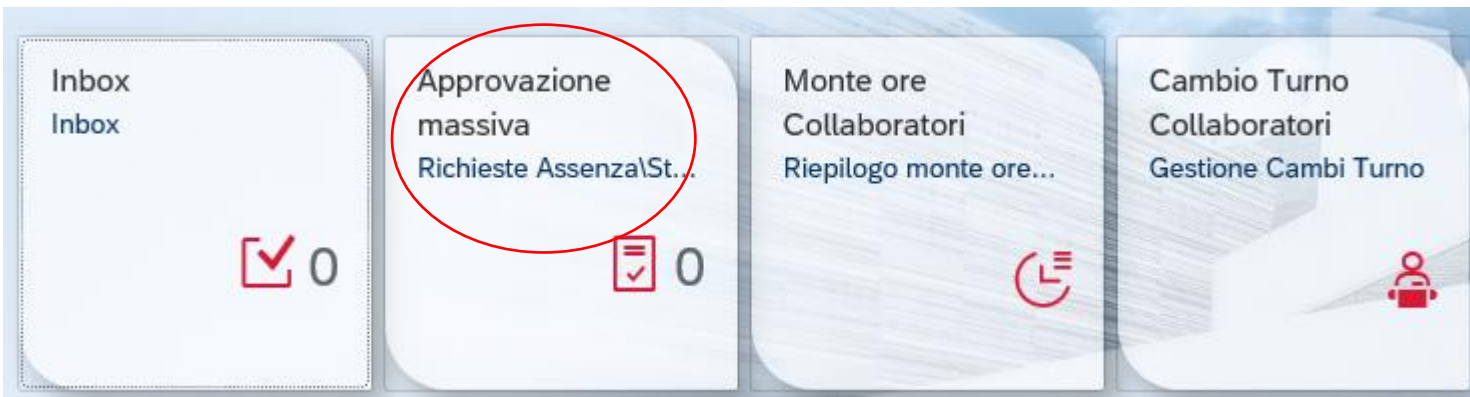 Inbox
Inbox
0
Approvazione
massiva
Richieste Assenza\St...
0
Monte ore
Collaboratori
Riepilogo monte ore...
Cambio Turno
Collaboratori
Gestione Cambi Turno